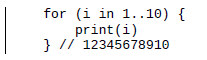 for (i in 1..10) {
    print(i)
} // 12345678910